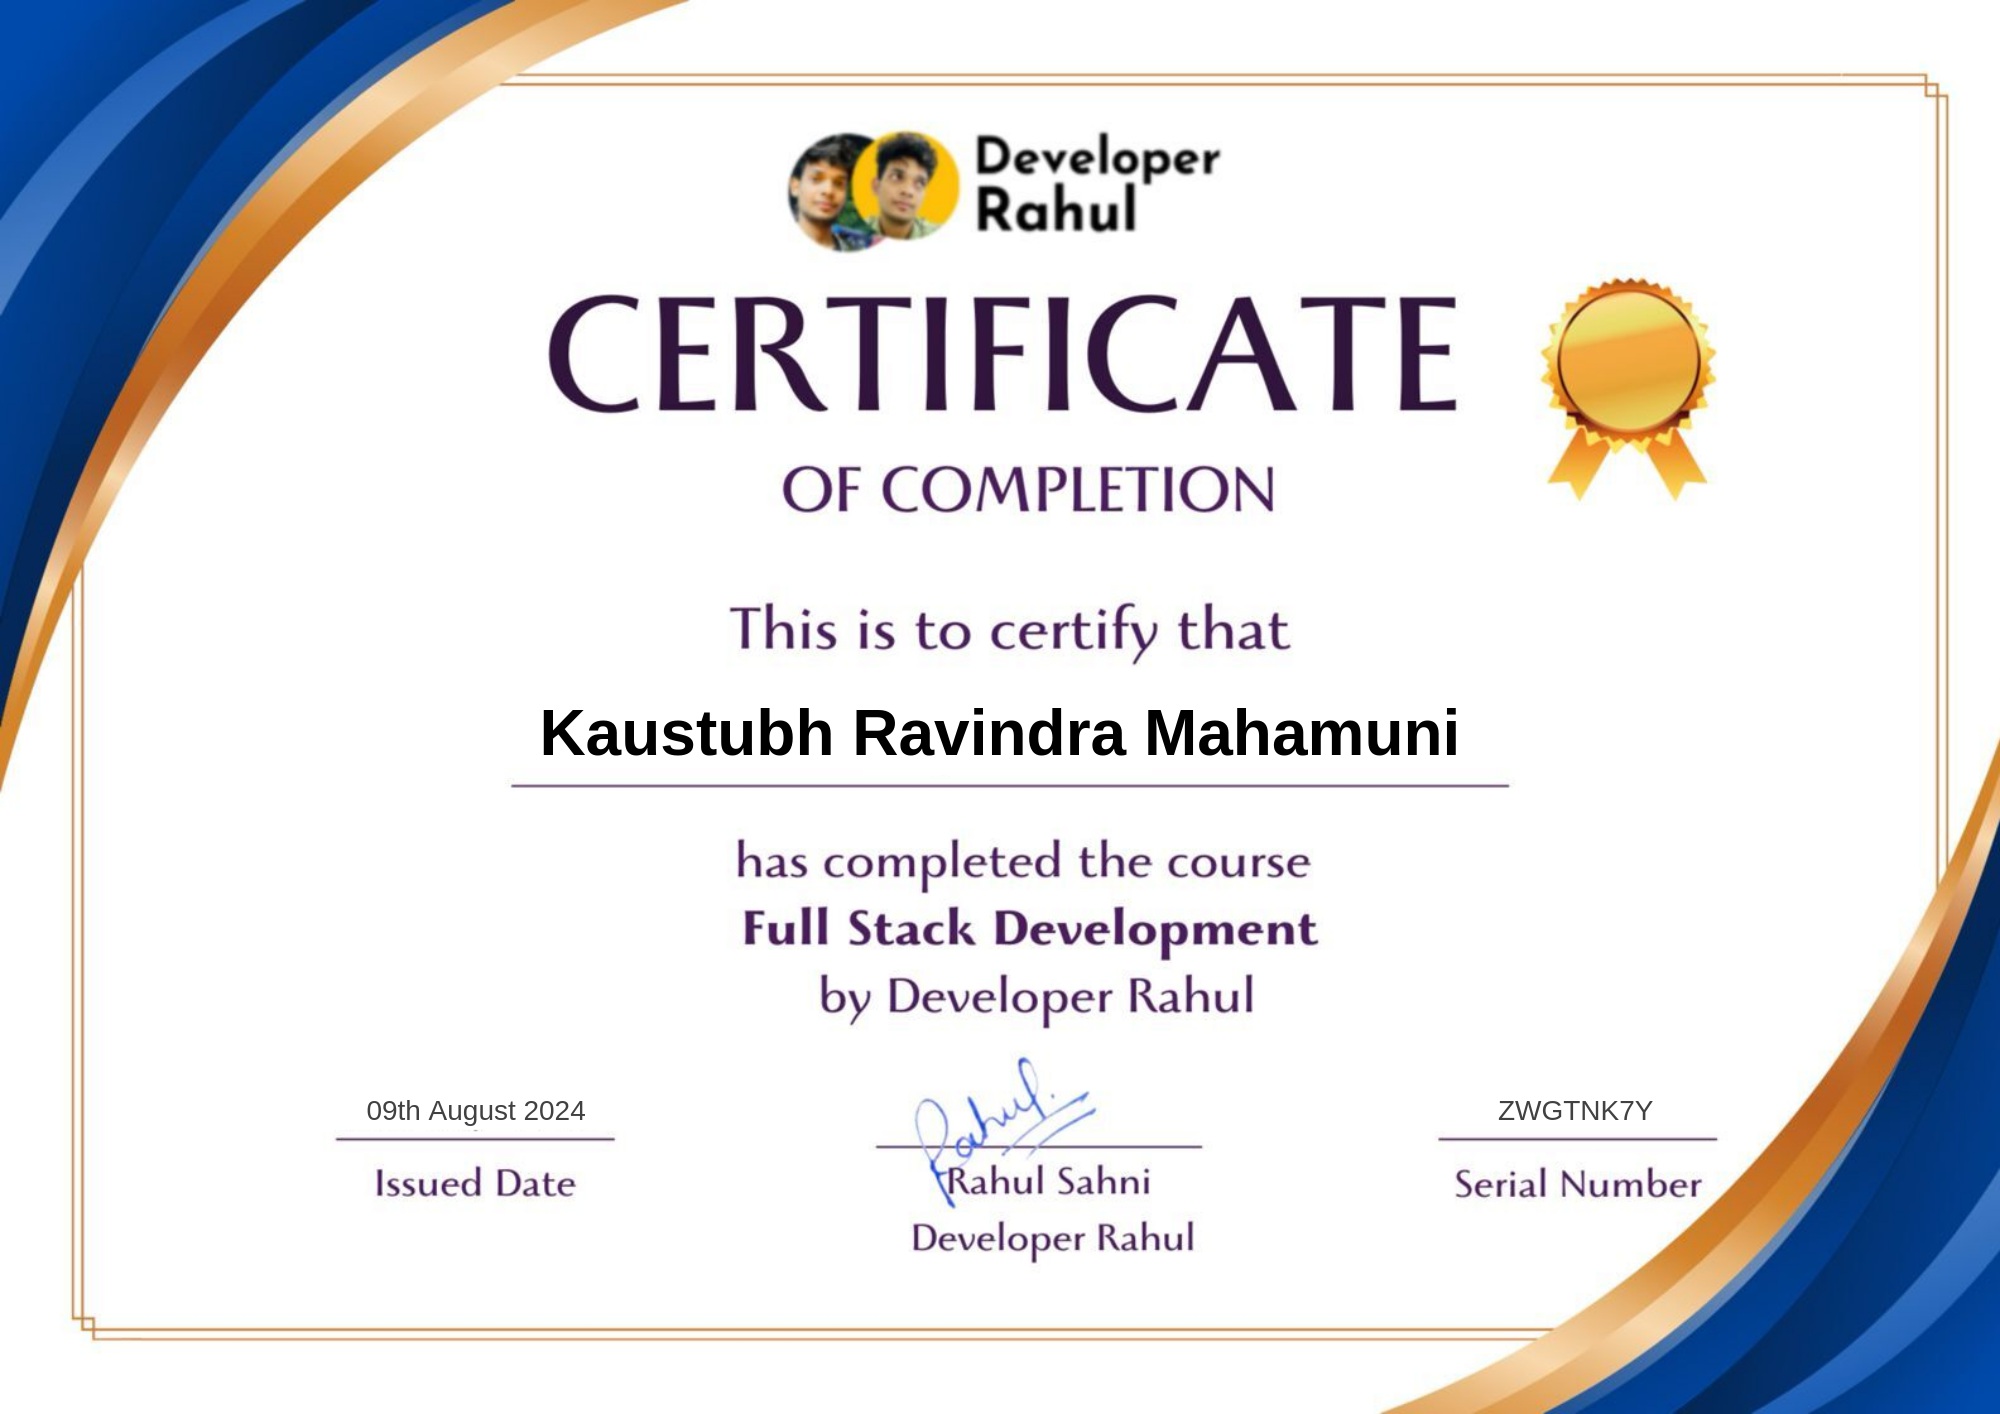 Developer
Rahul
CERTIFICATE
OF COMPLETION
This is to certify that
Kaustubh Ravindra Mahamuni
has completed the course
Full Stack Development
by Developer Rahul
09th August 2024
Issued Date
Rahul.
Rahul Sahni
Developer Rahul
ZWGTNK7Y
Serial Number